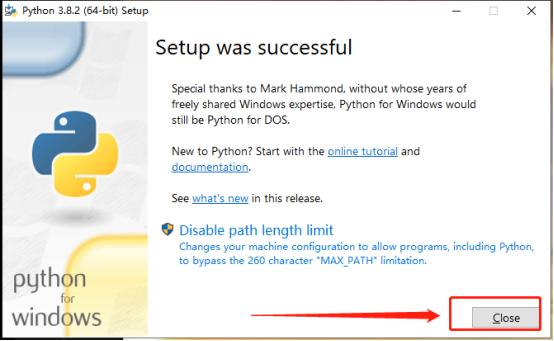 Python 3.8.2 (64-bit) Setup
Setup was successful
Special thanks to Mark Hammond, without whose years of
freely shared Windows expertise, Python for Windows would
still be Python for DOS.
New to Python? Start with the online tutorial and
documentation.
See what's new in this release.
Disable path length limit
Changes your machine configuration to allow programs, including Python,
to bypass the 260 character "MAX_PATH" limitation.
python
for
windows
Close